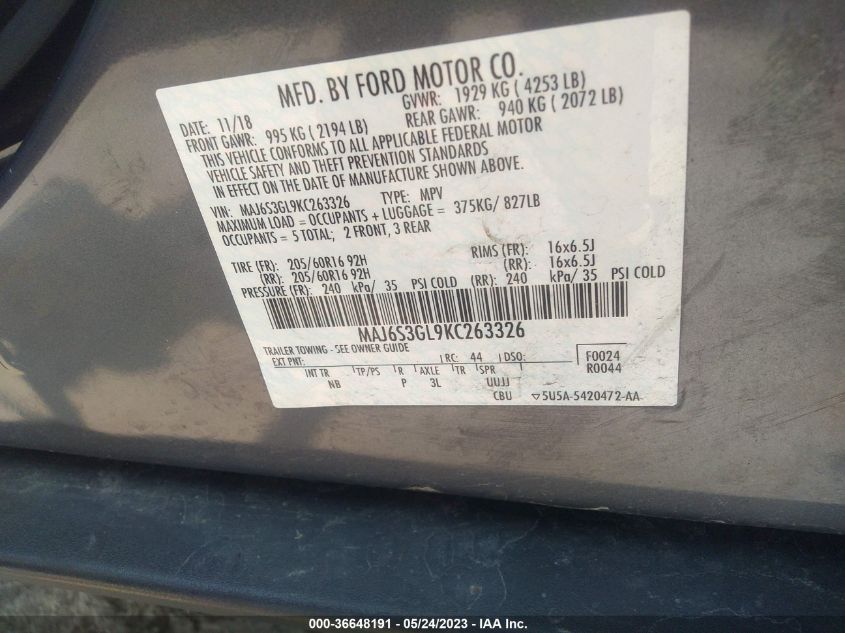 MFD. BY FORD MOTOR CO.
DATE: 11/18 GVWR: 1929 KG ( 4253 LB)
FRONT GAWR: 995 KG ( 2194 LB) REAR GAWR: 940 KG ( 2072 LB)
THIS VEHICLE CONFORMS TO ALL APPLICABLE FEDERAL MOTOR
VEHICLE SAFETY AND THEFT PREVENTION STANDARDS
IN EFFECT ON THE DATE OF MANUFACTURE SHOWN ABOVE.
VIN: MAJ6S3GL9KC263326 TYPE: MPV
MAXIMUM LOAD = OCCUPANTS + LUGGAGE = 375KG/ 827LB
OCCUPANTS = 5 TOTAL; 2 FRONT, 3 REAR
TIRE (FR): 205/60R16 92H RIMS (FR): 16x6.5J
(RR): 205/60R16 92H (RR): 16x6.5J
PRESSURE (FR): 240 kPa/ 35 PSI COLD (RR): 240 kPa/ 35 PSI COLD
MAJ6S3GL9KC263326
TRAILER TOWING - SEE OWNER GUIDE
EXT PNT: RC: 44 DSO: F0024
R0044
INT TR TP/PS R AXLE TR SPR
NB P 3L UUJJ
CBU ▽5U5A-5420472-AA
000-36648191 - 05/24/2023 - IAA Inc.